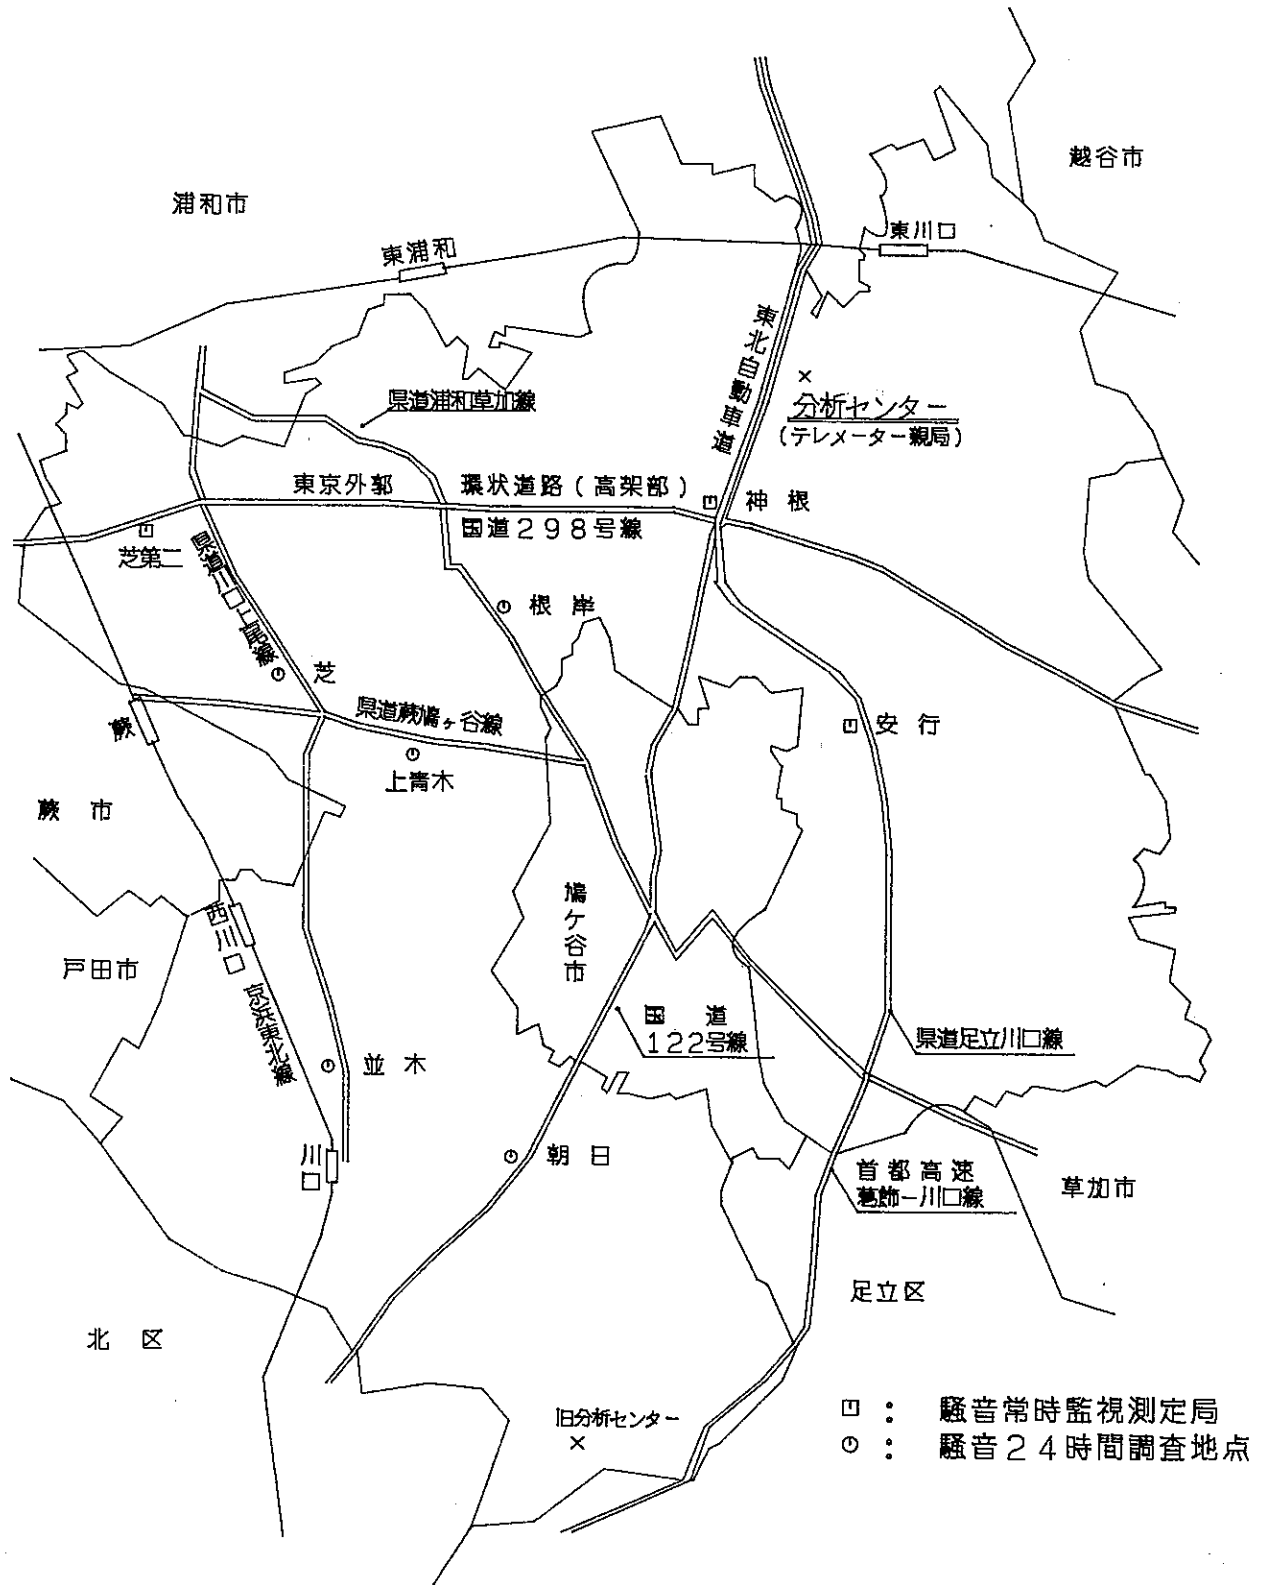 越谷市
浦和市
東川口
東浦和
東北自動車道
県道浦和草加線
分析センター
(テレメーター親局)
東京外郭 環状道路(高架部)
国道298号線
神根
芝第二
県道川口上尾線
根岸
芝
県道蕨鳩ヶ谷線
蕨
上青木
安行
蕨市
鳩ケ谷市
西川口
戸田市
京浜東北線
国道
122号線
県道足立川口線
並木
川口
朝日
首都高速
葛飾ー川口線
草加市
足立区
北区
旧分析センター
: 騒音常時監視測定局
: 騒音24時間調査地点